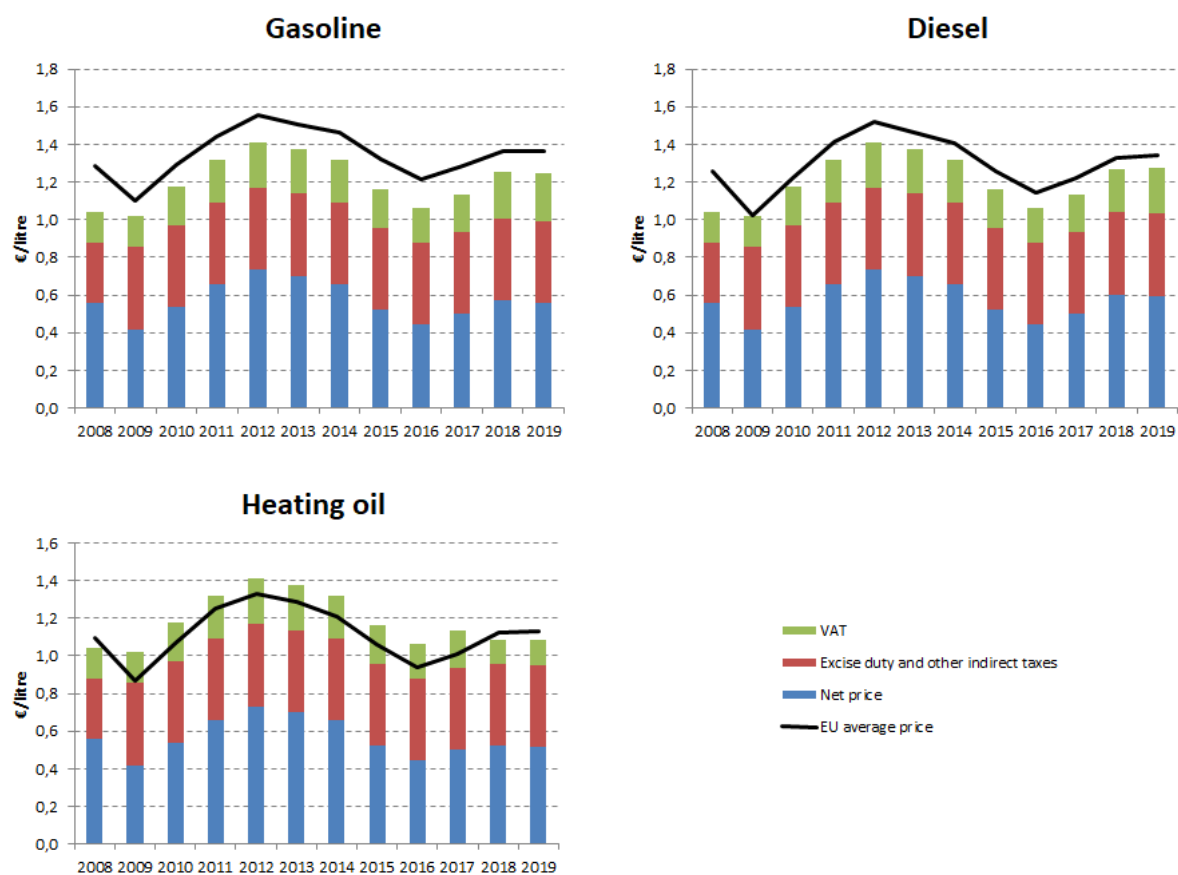 Gasoline
1,8
1,6
1,4
1,2
1,0
0,8
0,6
0,4
0,2
0,0
€/litre
2008 2009 2010 2011 2012 2013 2014 2015 2016 2017 2018 2019
Diesel
1,8
1,6
1,4
1,2
1,0
0,8
0,6
0,4
0,2
0,0
€/litre
2008 2009 2010 2011 2012 2013 2014 2015 2016 2017 2018 2019
Heating oil
1,6
1,4
1,2
1,0
0,8
0,6
0,4
0,2
0,0
€/litre
2008 2009 2010 2011 2012 2013 2014 2015 2016 2017 2018 2019
VAT
Excise duty and other indirect taxes
Net price
EU average price